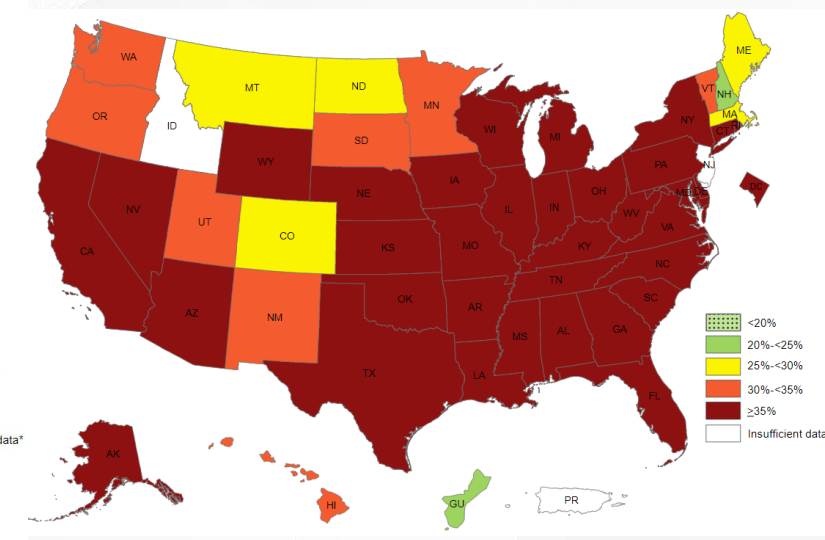 ME
WA
MT
ND
VT
NH
MN
MA
OR
NY
RI
ID
WI
CT
MI
SD
WY
PA
NJ
IA
NE
OH
MD
DE
DC
NV
IL
IN
WV
UT
CO
VA
CA
KS
MO
KY
NC
TN
OK
SC
AZ
NM
AR
MS
AL
GA
<20%
20%-<25%
25%-<30%
30%-<35%
≥35%
Insufficient data
TX
LA
FL
data*
AK
HI
GU
PR